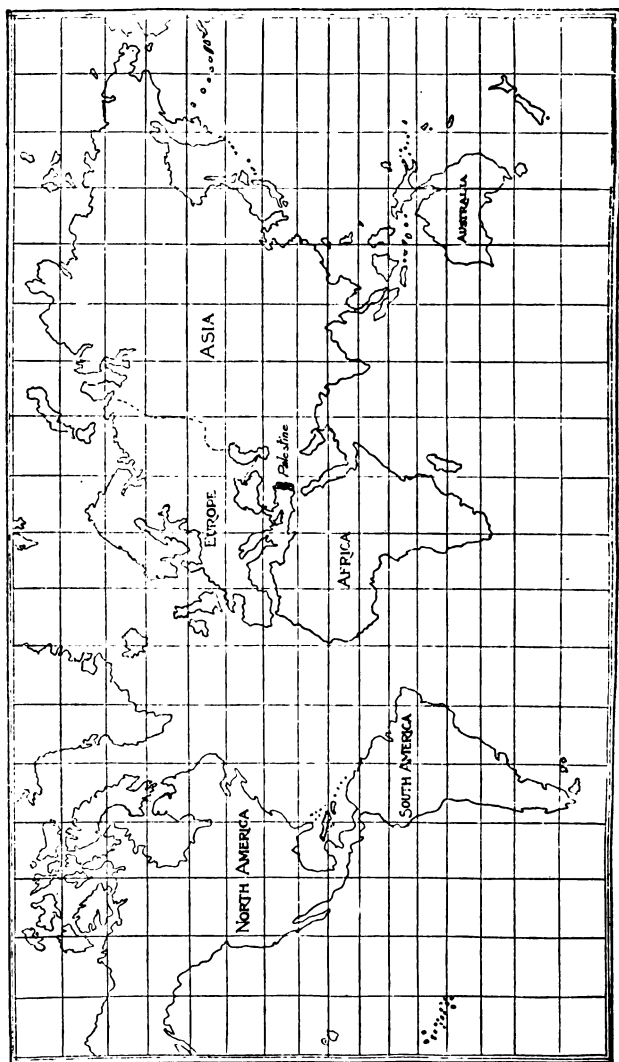 NORTH AMERICA
SOUTH AMERICA
EUROPE
AFRICA
Palestine
ASIA
AUSTRALIA